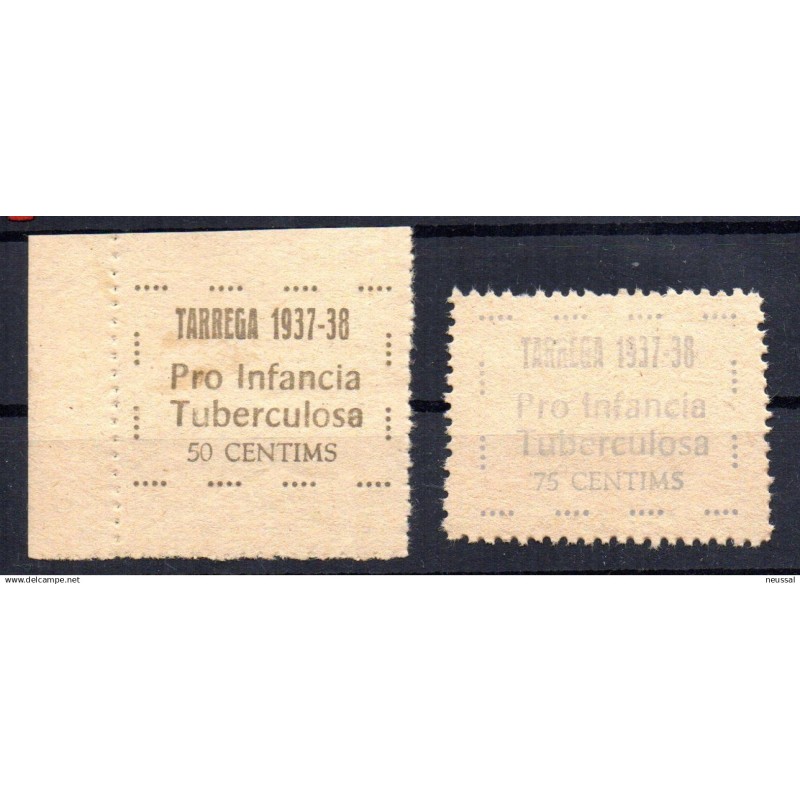 TARREGA 1937-38
Pro Infancia
Tuberculosa
50 CENTIMS
TARREGA 1937-38
Pro Infancia
Tuberculosa
75 CENTIMS
www.delcampe.net
neussal